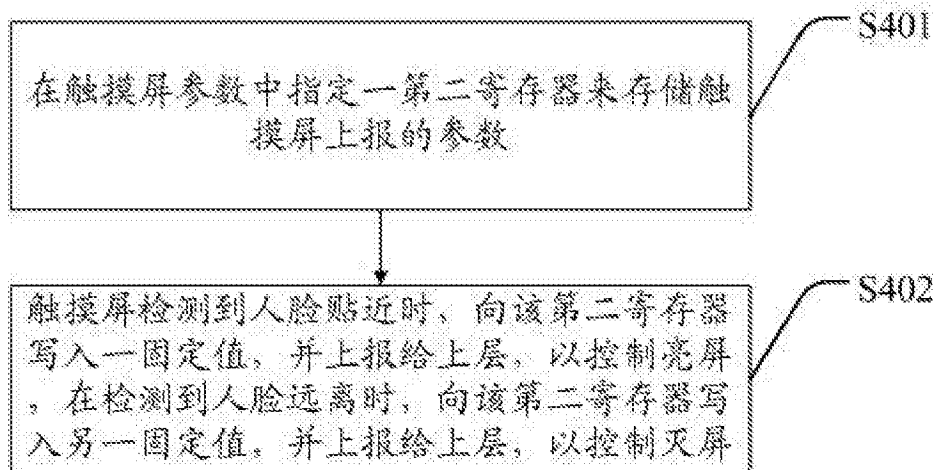 S401
在触摸屏参数中指定一第二寄存器来存储触
摸屏上报的参数
S402
触摸屏检测到人脸贴近时，向该第二寄存器
写入一固定值，并上报给上层，以控制亮屏
，在检测到人脸远离时，向该第二寄存器写
入另一固定值，并上报给上层，以控制灭屏